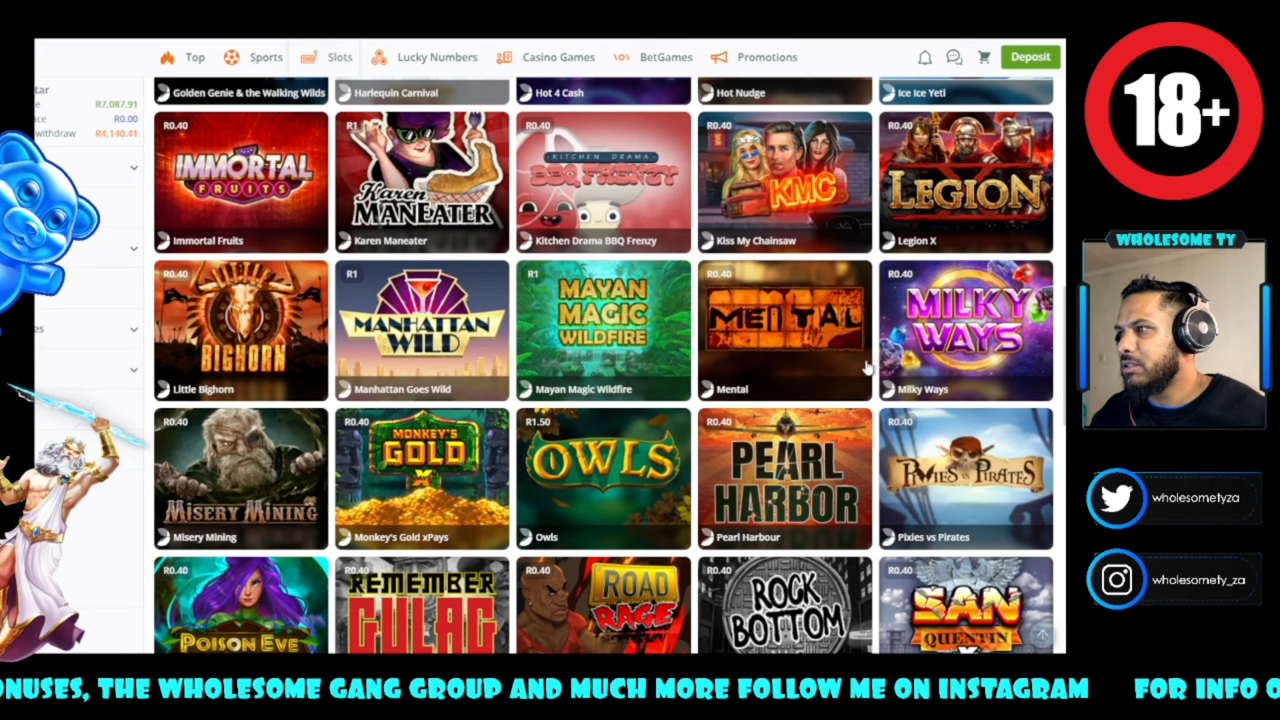 Top Sports Slots Lucky Numbers Casino Games BetGames Promotions Deposit
tar
e R7,087.91
ce R0.00
withdraw R4,140.41
es
Golden Genie & the Walking Wilds Harlequin Carnival Hot 4 Cash Hot Nudge Ice Ice Yeti
R0.40 R1 R0.40 R0.40 R0.40
IMMORTAL
FRUITS
Karen
MANEATER
KITCHEN DRAMA
BBQ FRENZY
KMC
LEGION
Immortal Fruits Karen Maneater Kitchen Drama BBQ Frenzy Kiss My Chainsaw Legion X
R0.40 R1 R1 R0.40 R0.40
BIGHORN
MANHATTAN
WILD
MAYAN
MAGIC
WILDFIRE
MENTAL
MILKY
WAYS
Little Bighorn Manhattan Goes Wild Mayan Magic Wildfire Mental Milky Ways
R0.40 R0.40 R1.50 R0.40 R0.40
MISERY MINING
MONKEY'S
GOLD
OWLS
PEARL
HARBOR
PIXIES VS PIRATES
Misery Mining Monkey's Gold xPays Owls Pearl Harbour Pixies vs Pirates
R0.40 R0.40 R0.40 R0.40 R0.40
POISON EVE
REMEMBER
GULAG
ROAD
RAGE
ROCK
BOTTOM
SAN
QUENTIN
18+
WHOLESOME TY
wholesometyza
wholesomety_za
ONUSES, THE WHOLESOME GANG GROUP AND MUCH MORE FOLLOW ME ON INSTAGRAM FOR INFO O